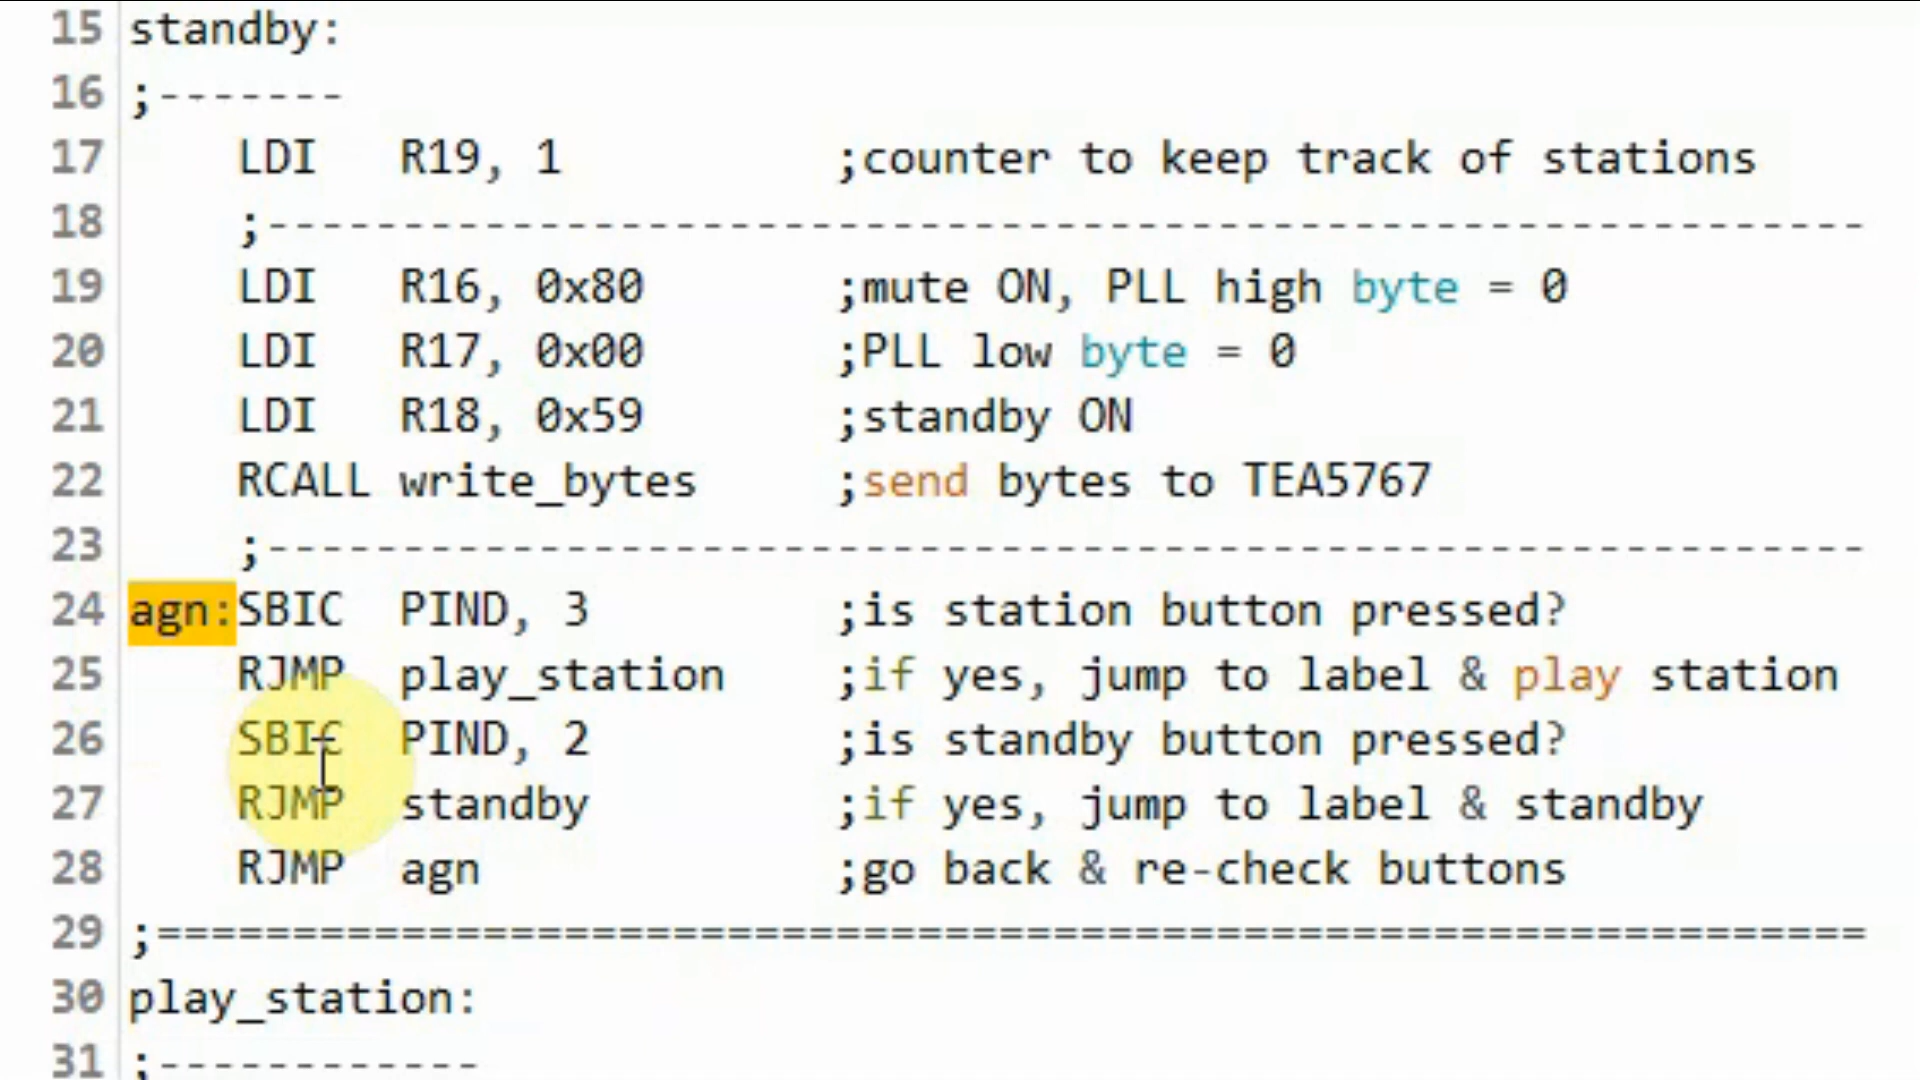 15 standby:
16 ;-------
17 LDI R19, 1 ;counter to keep track of stations
18 ;-----------------------------------------------------------
19 LDI R16, 0x80 ;mute ON, PLL high byte = 0
20 LDI R17, 0x00 ;PLL low byte = 0
21 LDI R18, 0x59 ;standby ON
22 RCALL write_bytes ;send bytes to TEA5767
23 ;-----------------------------------------------------------
24 agn:SBIC PIND, 3 ;is station button pressed?
25 RJMP play_station ;if yes, jump to label & play station
26 SBIC PIND, 2 ;is standby button pressed?
27 RJMP standby ;if yes, jump to label & standby
28 RJMP agn ;go back & re-check buttons
29 ;===============================================================
30 play_station:
31 ;------------